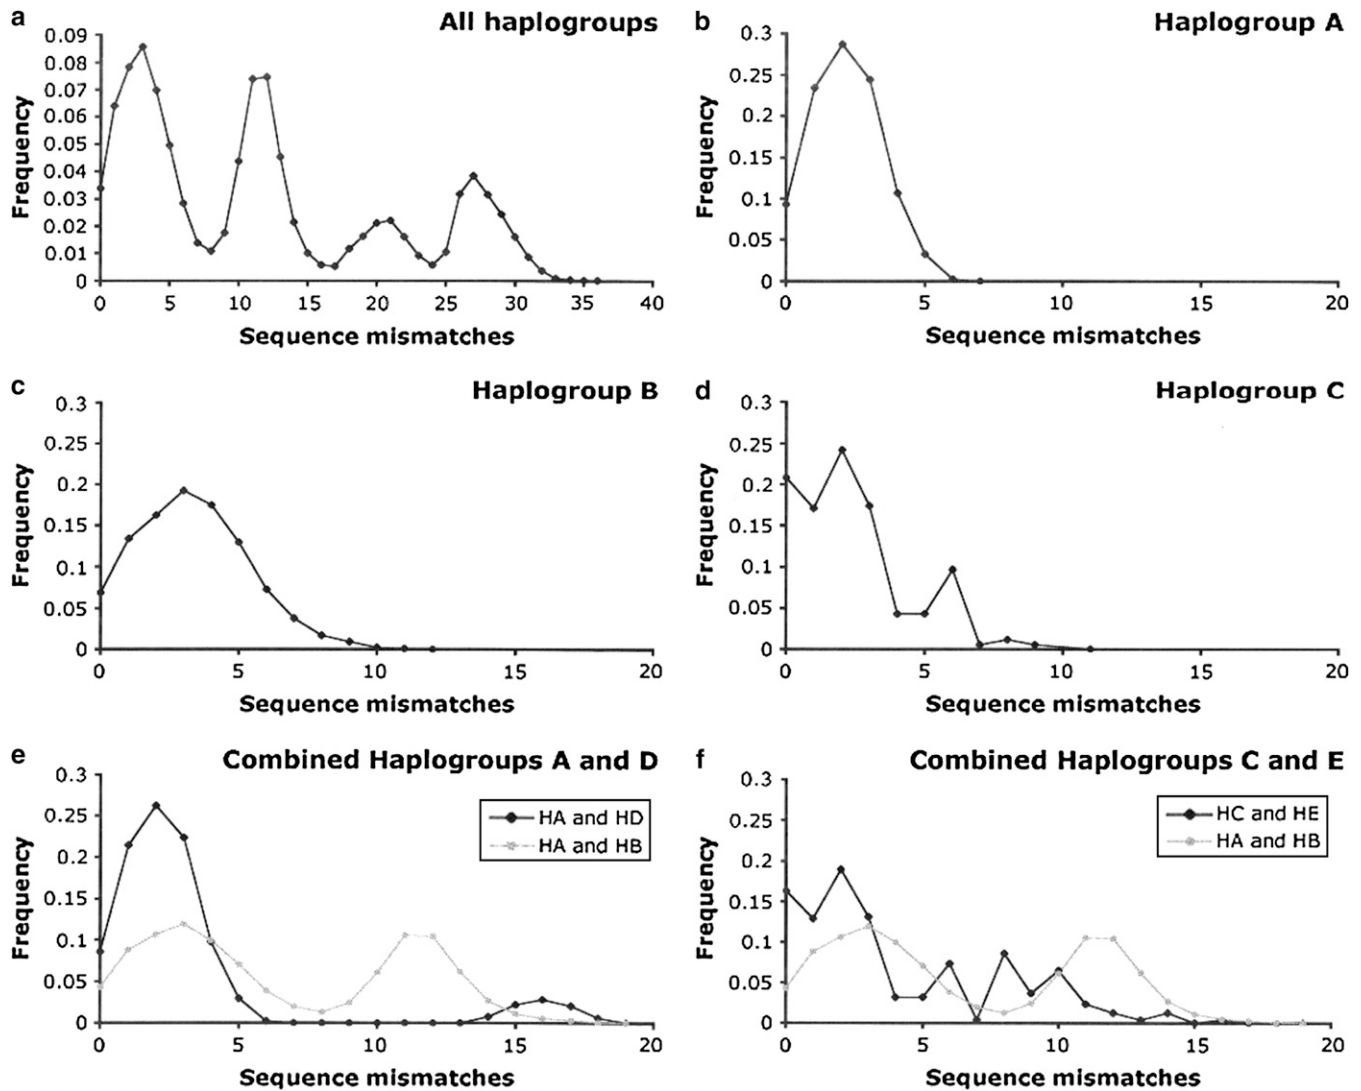 a
All haplogroups
0.09
0.08
0.07
0.06
0.05
0.04
0.03
0.02
0.01
0
Frequency
0 5 10 15 20 25 30 35 40
Sequence mismatches
b
Haplogroup A
0.3
0.25
0.2
0.15
0.1
0.05
0
Frequency
0 5 10 15 20
Sequence mismatches
c
Haplogroup B
0.3
0.25
0.2
0.15
0.1
0.05
0
Frequency
0 5 10 15 20
Sequence mismatches
d
Haplogroup C
0.3
0.25
0.2
0.15
0.1
0.05
0
Frequency
0 5 10 15 20
Sequence mismatches
e
Combined Haplogroups A and D
0.3
0.25
0.2
0.15
0.1
0.05
0
Frequency
HA and HD
HA and HB
0 5 10 15 20
Sequence mismatches
f
Combined Haplogroups C and E
0.3
0.25
0.2
0.15
0.1
0.05
0
Frequency
HC and HE
HA and HB
0 5 10 15 20
Sequence mismatches